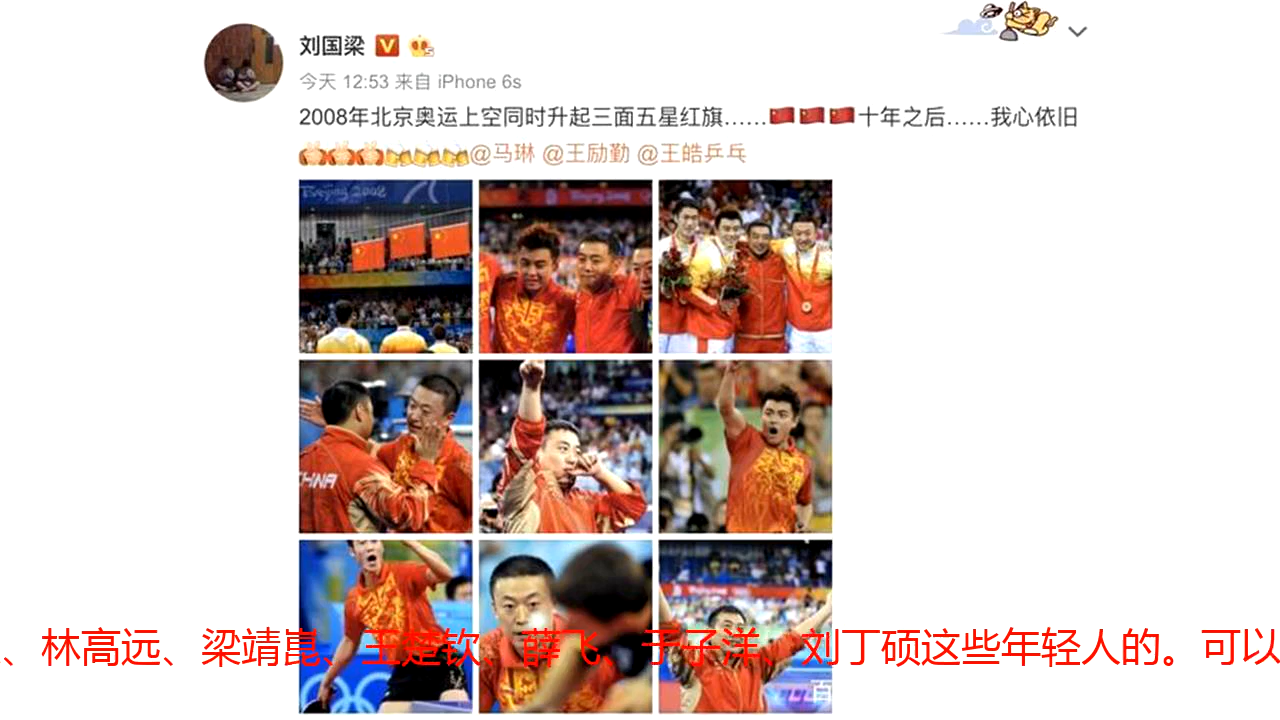 刘国梁
今天 12:53 来自 iPhone 6s
2008年北京奥运上空同时升起三面五星红旗……🇨🇳🇨🇳🇨🇳十年之后……我心依旧
@马琳 @王励勤 @王皓乒乓
Beijing 2008
CHINA
、林高远、梁靖崑、王楚钦、薛飞、于子洋、刘丁硕这些年轻人的。可以
百